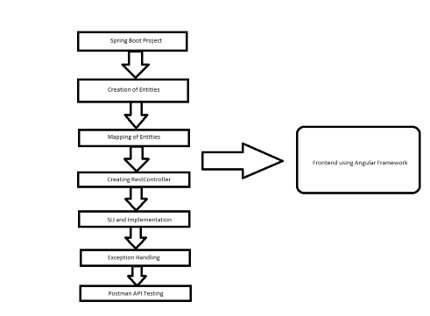 Spring Boot Project
Creation of Entities
Mapping of Entities
Creating RestController
SLI and Implementation
Exception Handling
Postman API Testing
Frontend using Angular Framework